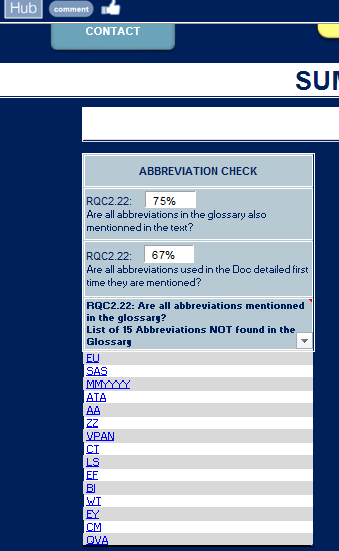 Hub comment
CONTACT
SUM
ABBREVIATION CHECK
RQC2.22: 75%
Are all abbreviations in the glossary also
mentionned in the text?
RQC2.22: 67%
Are all abbreviations used in the Doc detailed first
time they are mentioned?
RQC2.22: Are all abbreviations mentionned
in the glossary?
List of 15 Abbreviations NOT found in the
Glossary
EU
SAS
MMYYYY
ATA
AA
ZZ
VPAN
CT
LS
EF
BI
WT
EY
CM
QVA